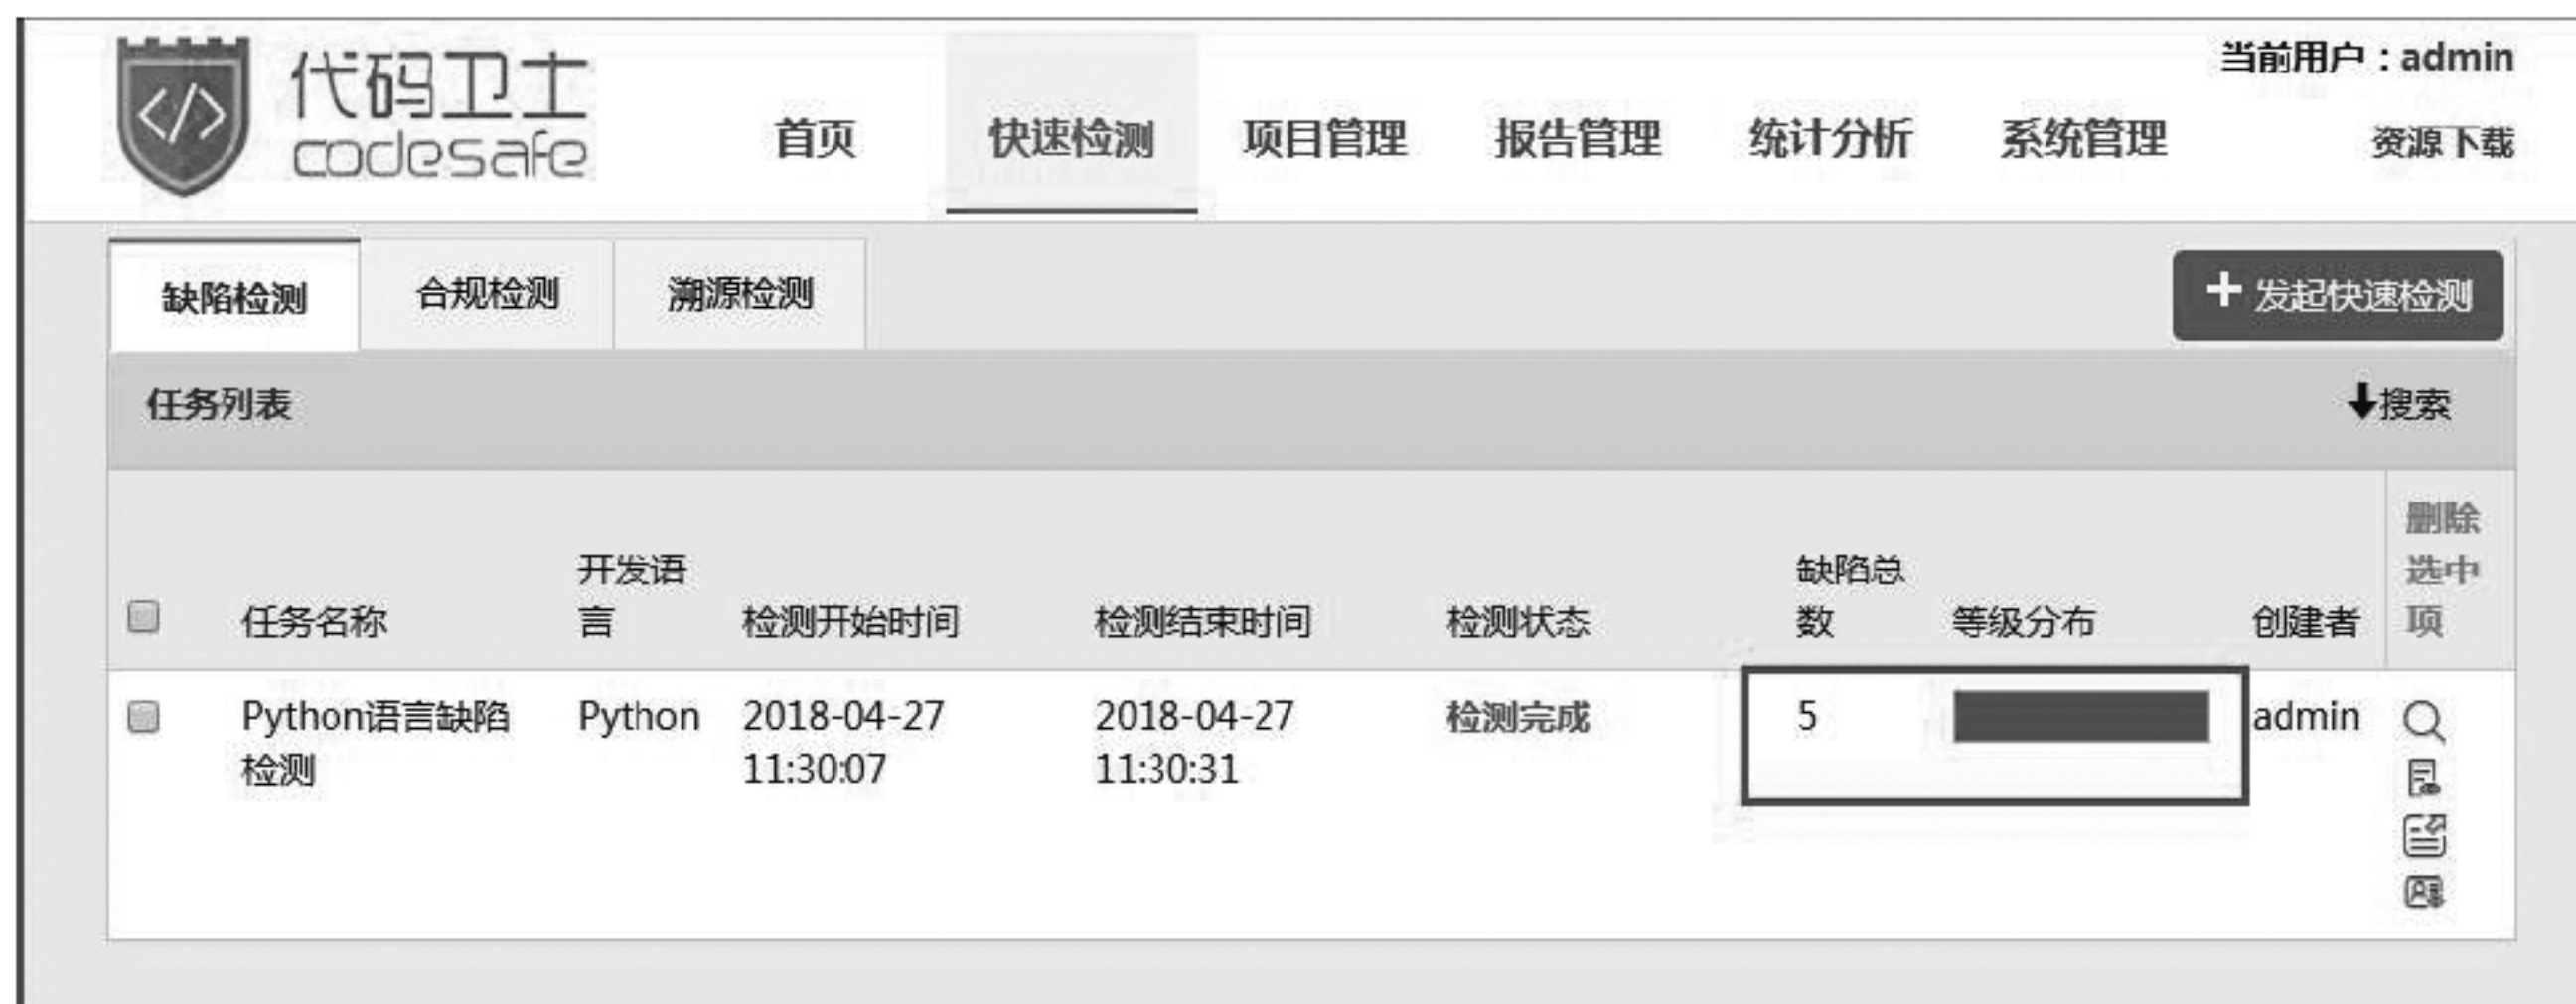 当前用户：admin
代码卫士
codesafe
首页 快速检测 项目管理 报告管理 统计分析 系统管理 资源下载
缺陷检测 合规检测 溯源检测 +发起快速检测
任务列表 搜索
任务名称 开发语言 检测开始时间 检测结束时间 检测状态 缺陷总数 等级分布 创建者 删除选中项
Python语言缺陷 Python 2018-04-27 2018-04-27 检测完成 5 admin
检测 11:30:07 11:30:31